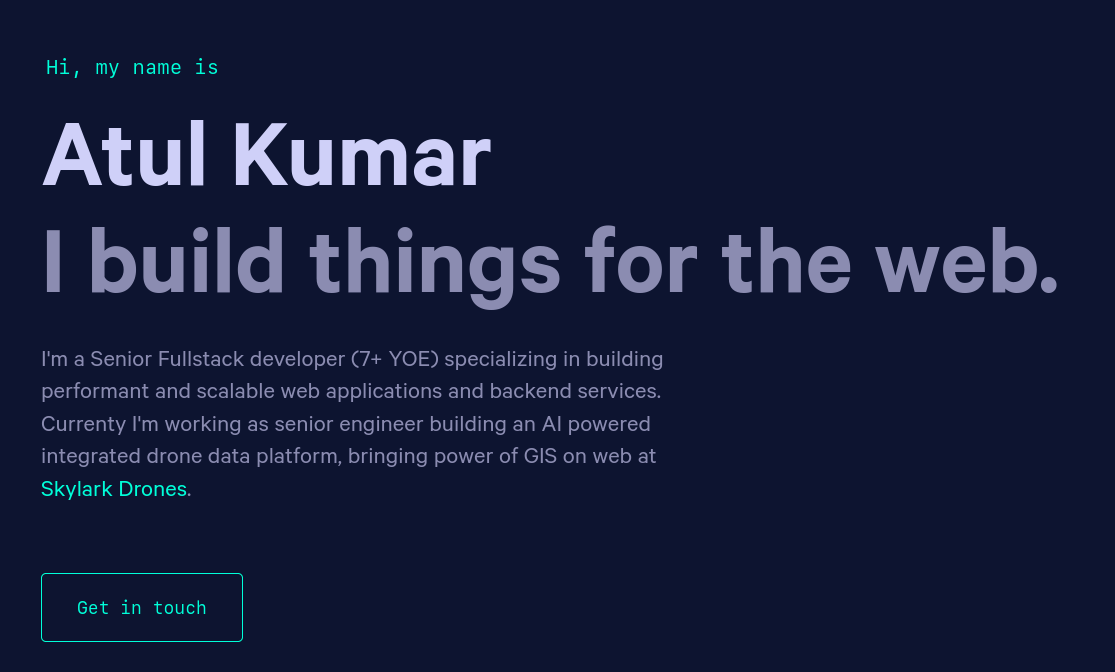 Hi, my name is
Atul Kumar
I build things for the web.
I'm a Senior Fullstack developer (7+ YOE) specializing in building
performant and scalable web applications and backend services.
Currenty I'm working as senior engineer building an AI powered
integrated drone data platform, bringing power of GIS on web at
Skylark Drones.
Get in touch